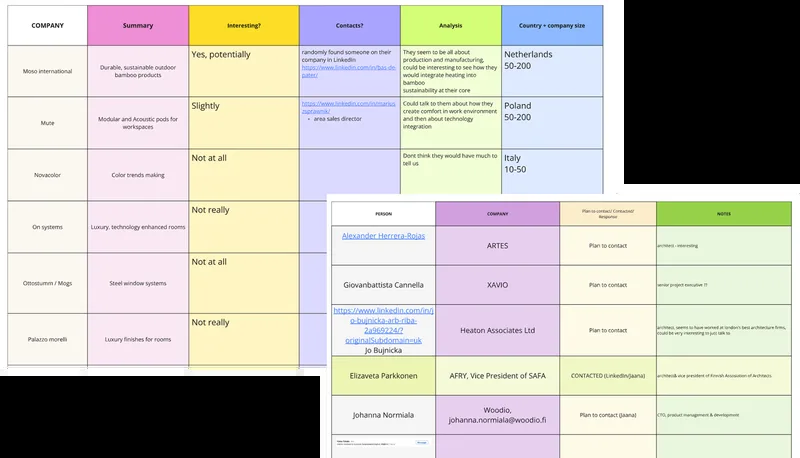 COMPANY
Summary
Interesting?
Contacts?
Analysis
Country + company size
Moso international
Durable, sustainable outdoor
bamboo products
Yes, potentially
randomly found someone on their
company in LinkedIn
https://www.linkedin.com/in/bas-de-
pater/
They seem to be all about
production and manufacturing,
could be interesting to see how they
would integrate heating into
bamboo
sustainability at their core
Netherlands
50-200
Mute
Modular and Acoustic pods for
workspaces
Slightly
• area sales director
Could talk to them about how they
create comfort in work environment
and then about technology
integration
Poland
50-200
Novacolor
Color trends making
Not at all
Dont think they would have much to
tell us
Italy
10-50
On systems
Luxury, technology enhanced rooms
Not really
Ottostumm / Mogs
Steel window systems
Not at all
Palazzo morelli
Luxury finishes for rooms
Not really
PERSON
COMPANY
Plan to contact/ Contacted/
Response
NOTES
Alexander Herrera-Rojas
ARTES
Plan to contact
architect - interesting
Giovanbattista Cannella
XAVIO
Plan to contact
senior project executive ??
https://www.linkedin.com/in/j
o-bujnicka-arb-riba-
2a969224/?
originalSubdomain=uk
Jo Bujnicka
Heaton Associates Ltd
Plan to contact
architect, seems to have worked at london's best architecture firms,
could be very interesting to just talk to.
Elizaveta Parkkonen
AFRY, Vice President of SAFA
CONTACTED (LinkedIn/Jaana)
architect& vice president of Finnish Association of Architects
Johanna Normiala
Woodio,
johanna.normiala@woodio.fi
Plan to contact (Jaana)
CTO, product management & development